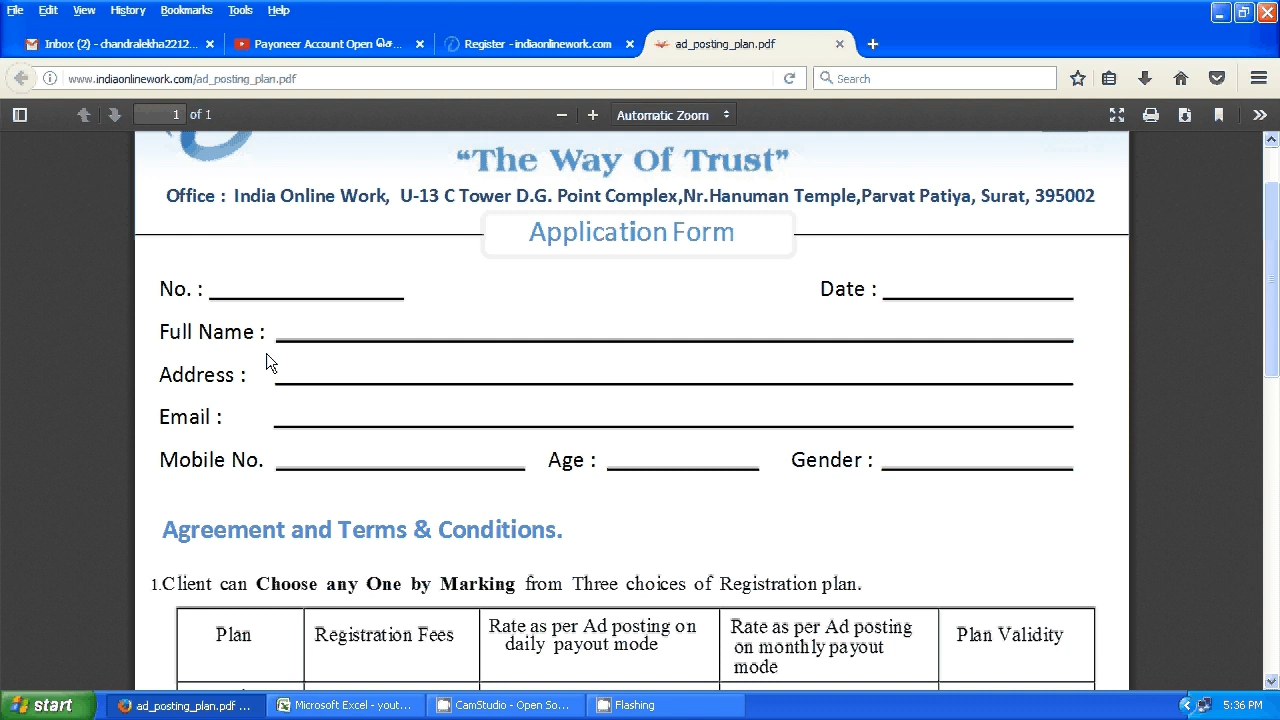 File Edit View History Bookmarks Tools Help
Inbox (2) - chandralekha2212... Payoneer Account Open செ... Register - indiaonlinework.com ad_posting_plan.pdf
www.indiaonlinework.com/ad_posting_plan.pdf Search
1 of 1 Automatic Zoom
“The Way Of Trust”
Office : India Online Work, U-13 C Tower D.G. Point Complex,Nr.Hanuman Temple,Parvat Patiya, Surat, 395002
Application Form
No. : Date :
Full Name :
Address :
Email :
Mobile No. Age : Gender :
Agreement and Terms & Conditions.
1.Client can Choose any One by Marking from Three choices of Registration plan.
Plan Registration Fees Rate as per Ad posting on daily payout mode Rate as per Ad posting on monthly payout mode Plan Validity
start ad_posting_plan.pdf ... Microsoft Excel - yout... CamStudio - Open So... Flashing 5:36 PM